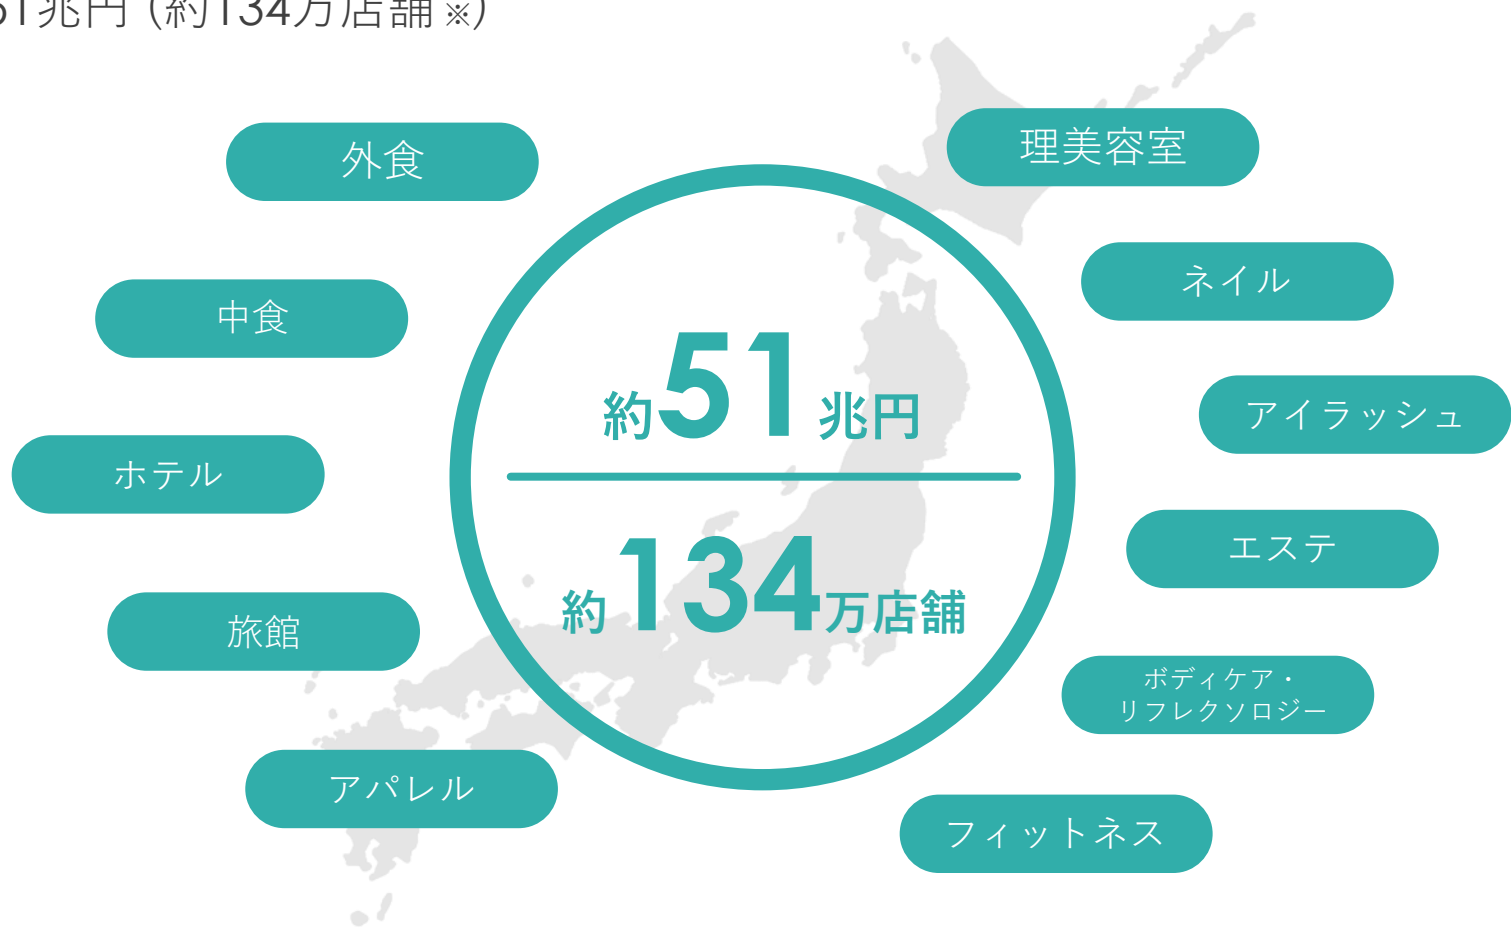 51兆円（約134万店舗※）
外食
理美容室
ネイル
中食
約51兆円
アイラッシュ
ホテル
エステ
約134万店舗
旅館
ボディケア・
リフレクソロジー
アパレル
フィットネス